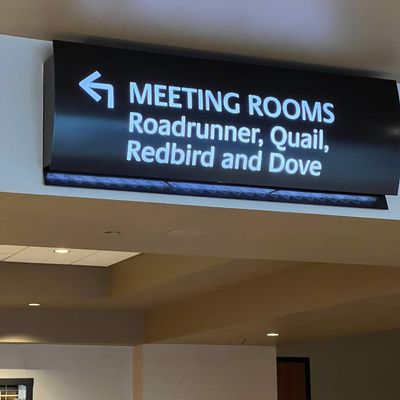 MEETING ROOMS
Roadrunner, Quail,
Redbird and Dove